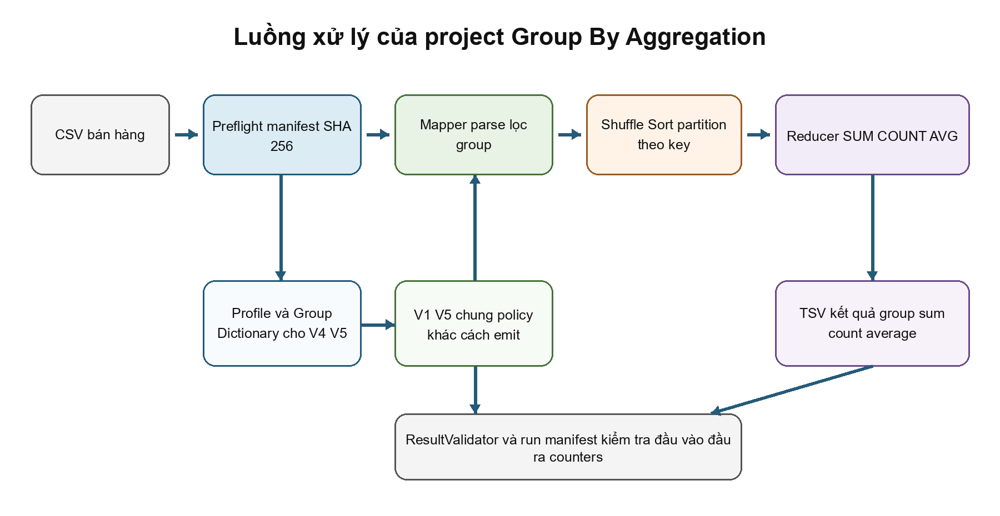 Luồng xử lý của project Group By Aggregation
CSV bán hàng
Preflight manifest SHA
256
Mapper parse lọc
group
Shuffle Sort partition
theo key
Reducer SUM COUNT AVG
Profile và Group
Dictionary cho V4 V5
V1 V5 chung policy
khác cách emit
TSV kết quả group sum
count average
ResultValidator và run manifest kiểm tra đầu vào đầu
ra counters